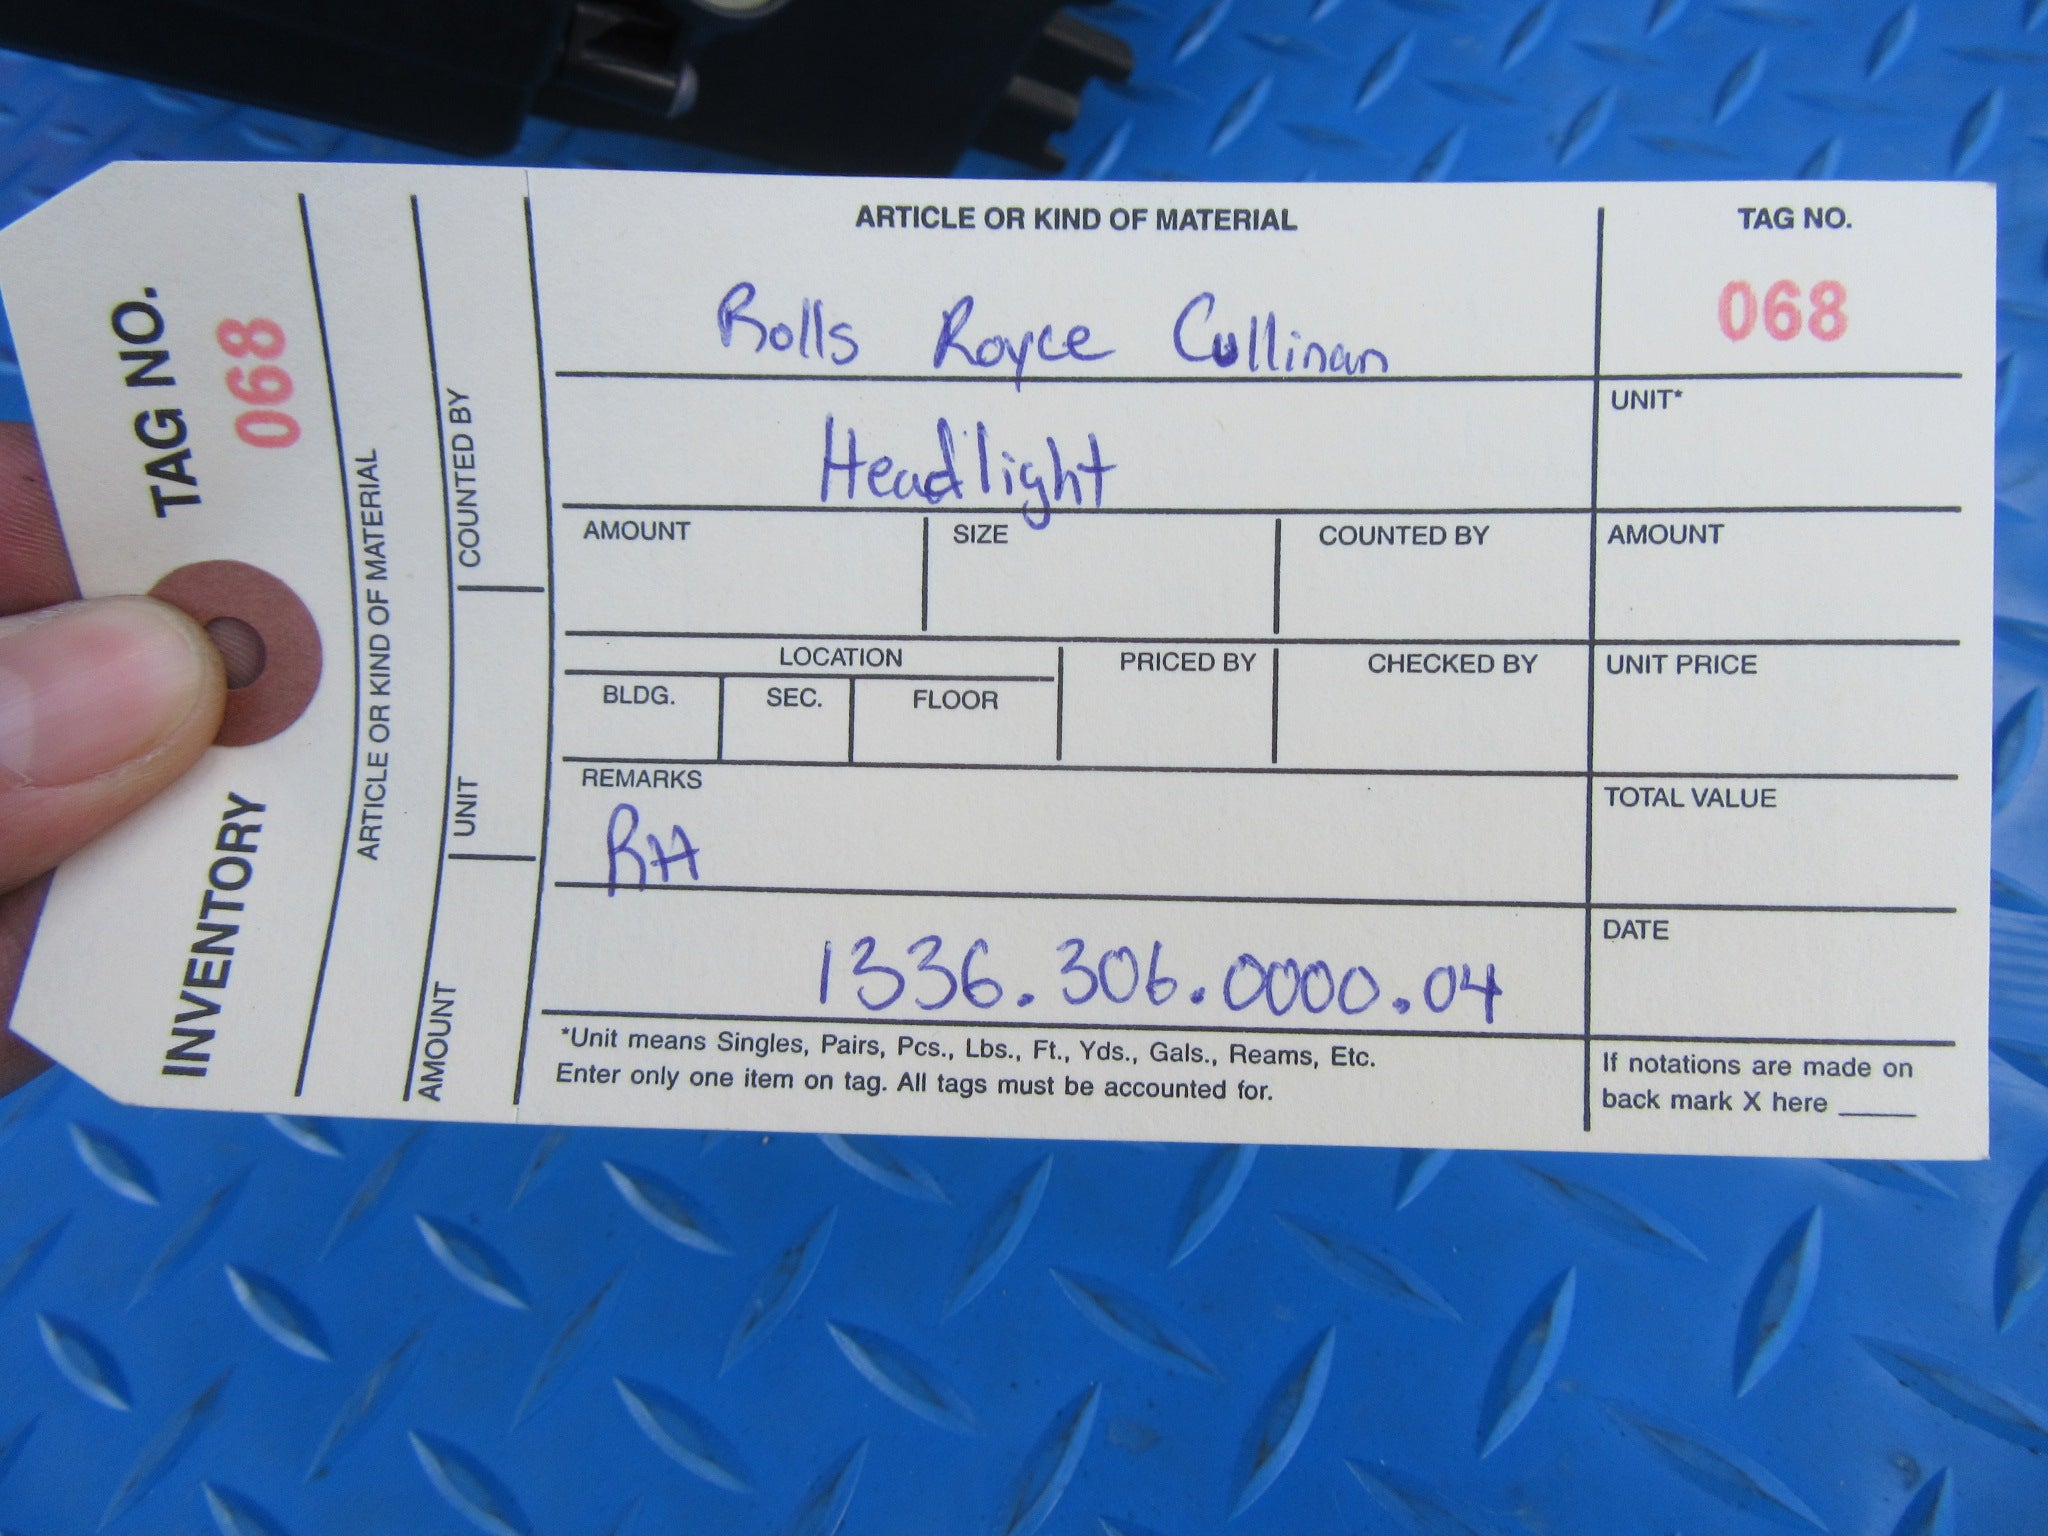 TAG NO.
068
INVENTORY
ARTICLE OR KIND OF MATERIAL
COUNTED BY
UNIT
AMOUNT
ARTICLE OR KIND OF MATERIAL
Rolls Royce Cullinan
Headlight
TAG NO.
068
UNIT*
AMOUNT SIZE COUNTED BY AMOUNT
LOCATION PRICED BY CHECKED BY UNIT PRICE
BLDG. SEC. FLOOR
REMARKS
RH
TOTAL VALUE
1336.306.0000.04
DATE
*Unit means Singles, Pairs, Pcs., Lbs., Ft., Yds., Gals., Reams, Etc.
Enter only one item on tag. All tags must be accounted for.
If notations are made on
back mark X here _____